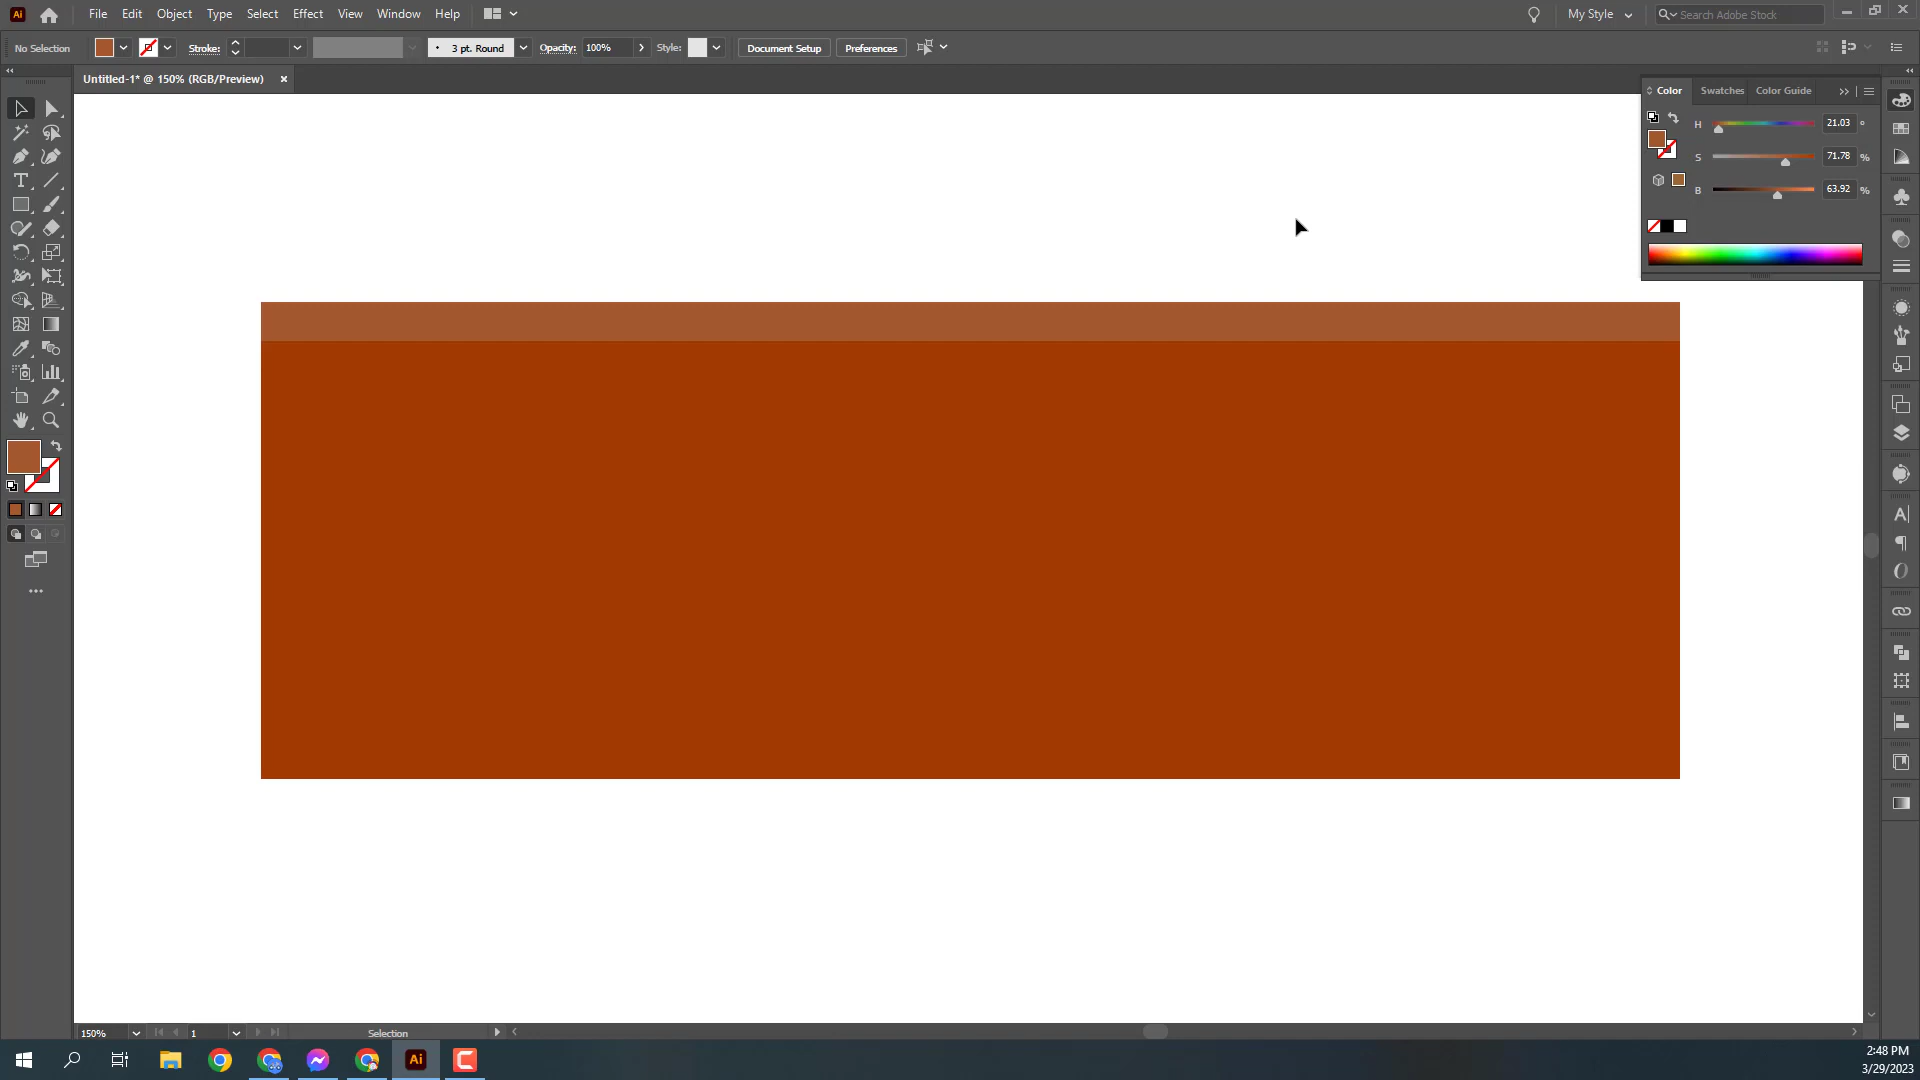 Ai File Edit Object Type Select Effect View Window Help My Style Search Adobe Stock
No Selection Stroke: 3 pt. Round Opacity: 100% Style: Document Setup Preferences
Untitled-1* @ 150% (RGB/Preview)
Color Swatches Color Guide
H 21.03 °
S 71.78 %
B 63.92 %
150% 1 Selection
Ai
2:48 PM
3/29/2023